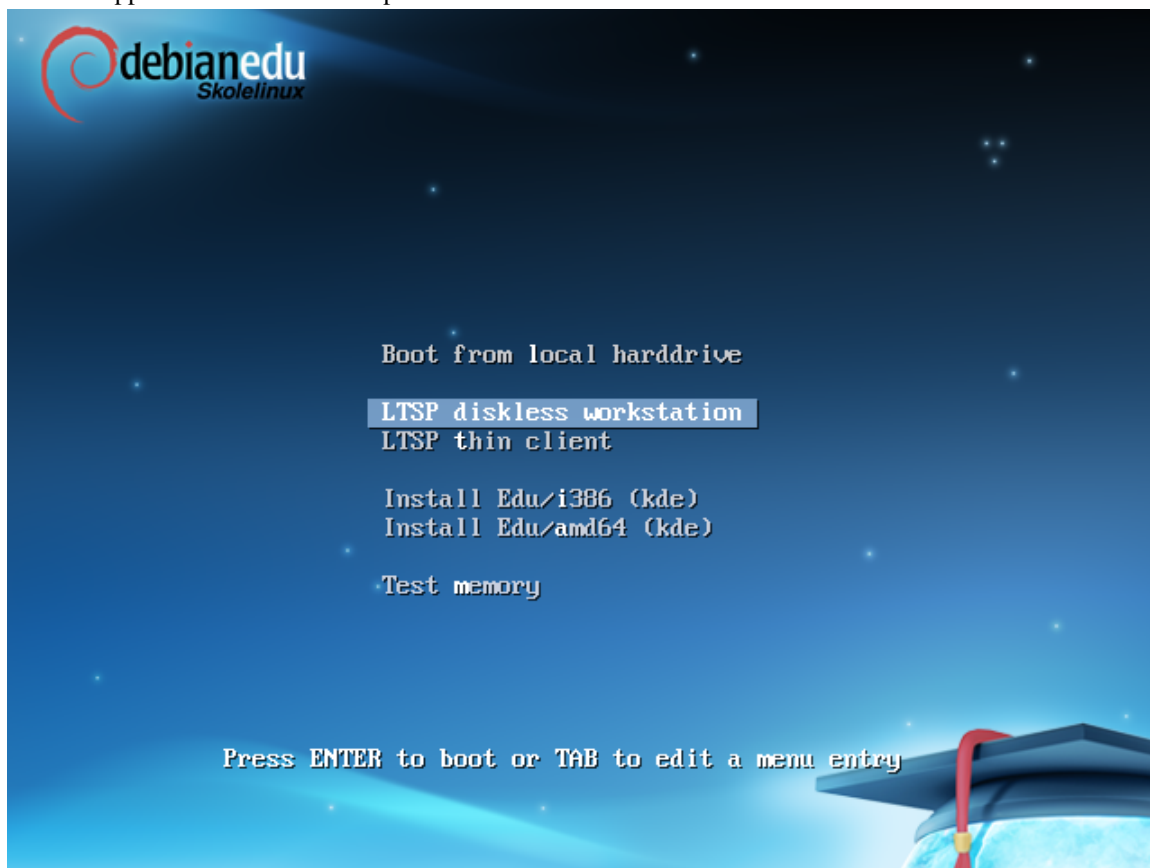 debianedu
Skolelinux
Boot from local harddrive
LTSP diskless workstation
LTSP thin client
Install Edu/i386 (kde)
Install Edu/amd64 (kde)
Test memory
Press ENTER to boot or TAB to edit a menu entry